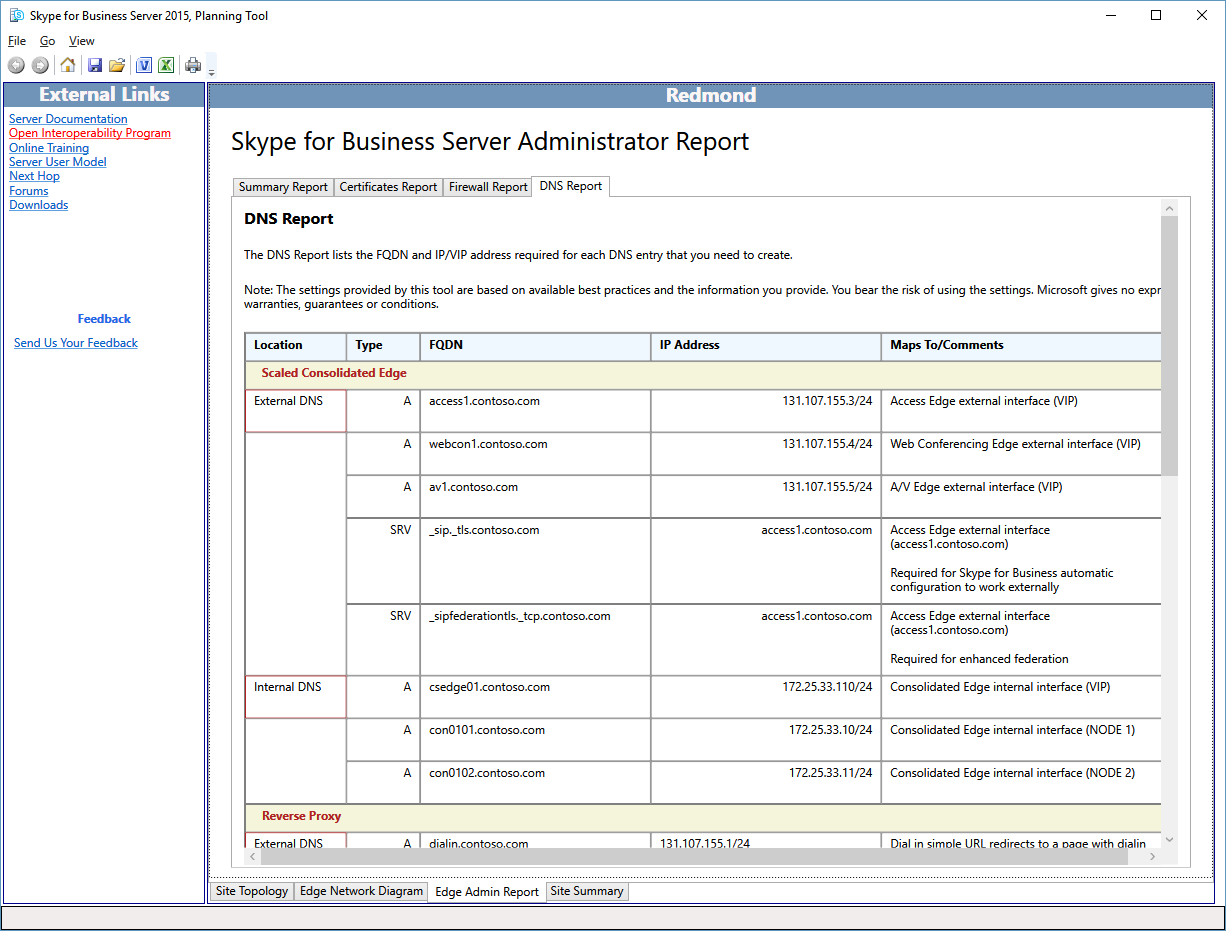 Skype for Business Server 2015, Planning Tool
File Go View
External Links
Server Documentation
Open Interoperability Program
Online Training
Server User Model
Next Hop
Forums
Downloads
Feedback
Send Us Your Feedback
Redmond
Skype for Business Server Administrator Report
Summary Report Certificates Report Firewall Report DNS Report
DNS Report
The DNS Report lists the FQDN and IP/VIP address required for each DNS entry that you need to create.
Note: The settings provided by this tool are based on available best practices and the information you provide. You bear the risk of using the settings. Microsoft gives no expr
warranties, guarantees or conditions.
Location Type FQDN IP Address Maps To/Comments
Scaled Consolidated Edge
External DNS A access1.contoso.com 131.107.155.3/24 Access Edge external interface (VIP)
A webcon1.contoso.com 131.107.155.4/24 Web Conferencing Edge external interface (VIP)
A av1.contoso.com 131.107.155.5/24 A/V Edge external interface (VIP)
SRV _sip._tls.contoso.com access1.contoso.com Access Edge external interface
(access1.contoso.com)
Required for Skype for Business automatic
configuration to work externally
SRV _sipfederationtls._tcp.contoso.com access1.contoso.com Access Edge external interface
(access1.contoso.com)
Required for enhanced federation
Internal DNS A csedge01.contoso.com 172.25.33.110/24 Consolidated Edge internal interface (VIP)
A con0101.contoso.com 172.25.33.10/24 Consolidated Edge internal interface (NODE 1)
A con0102.contoso.com 172.25.33.11/24 Consolidated Edge internal interface (NODE 2)
Reverse Proxy
External DNS A dialin.contoso.com 131.107.155.1/24 Dial in simple URL redirects to a page with dialin
Site Topology Edge Network Diagram Edge Admin Report Site Summary